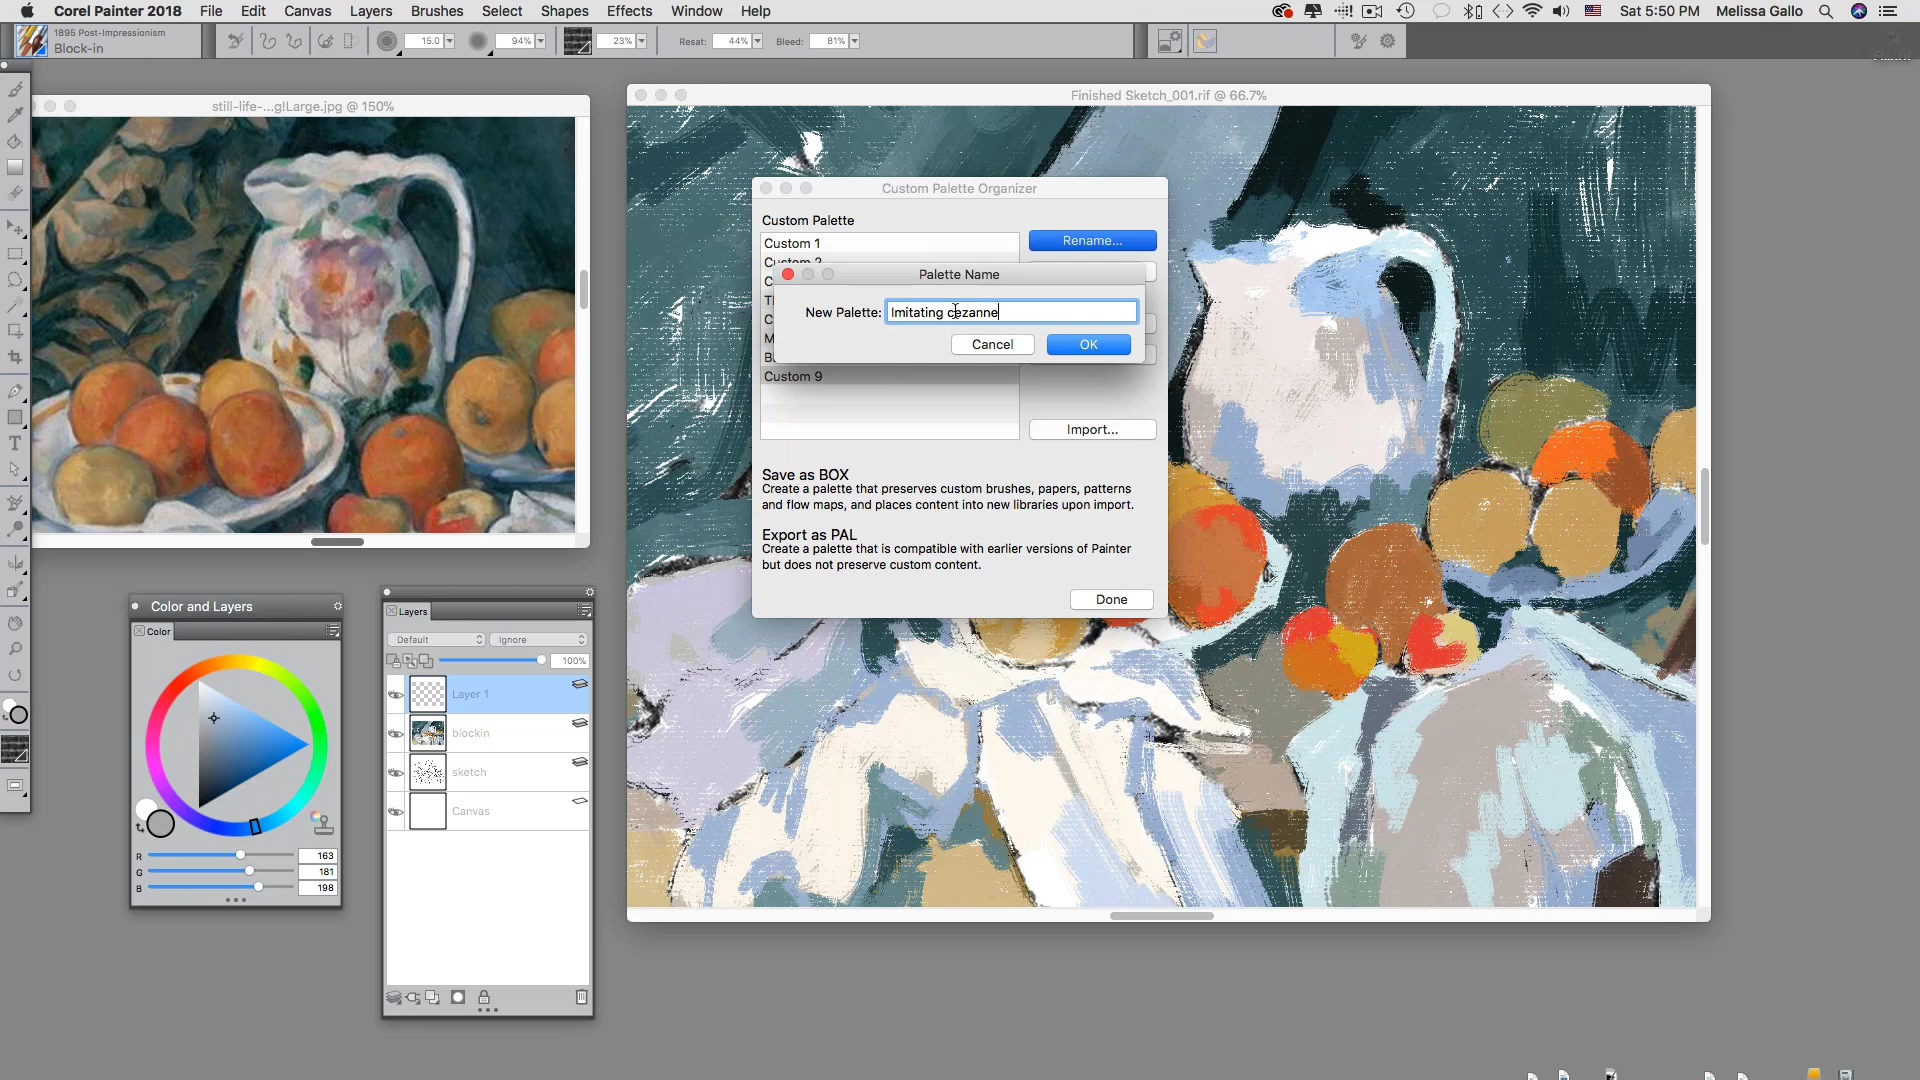 Corel Painter 2018 File Edit Canvas Layers Brushes Select Shapes Effects Window Help
Sat 5:50 PM Melissa Gallo
1895 Post-Impressionism
Block-in
15.0 94% 23% Resat: 44% Bleed: 81%
still-life-...g!Large.jpg @ 150%
Finished Sketch_001.rif @ 66.7%
Custom Palette Organizer
Custom Palette
Custom 1
Rename...
Custom 2
Palette Name
New Palette: Imitating cezanne
Cancel OK
Custom 9
Import...
Save as BOX
Create a palette that preserves custom brushes, papers, patterns
and flow maps, and places content into new libraries upon import.
Export as PAL
Create a palette that is compatible with earlier versions of Painter
but does not preserve custom content.
Done
Color and Layers
Color
R 163
G 181
B 198
Layers
Default Ignore
100%
Layer 1
blockin
sketch
Canvas